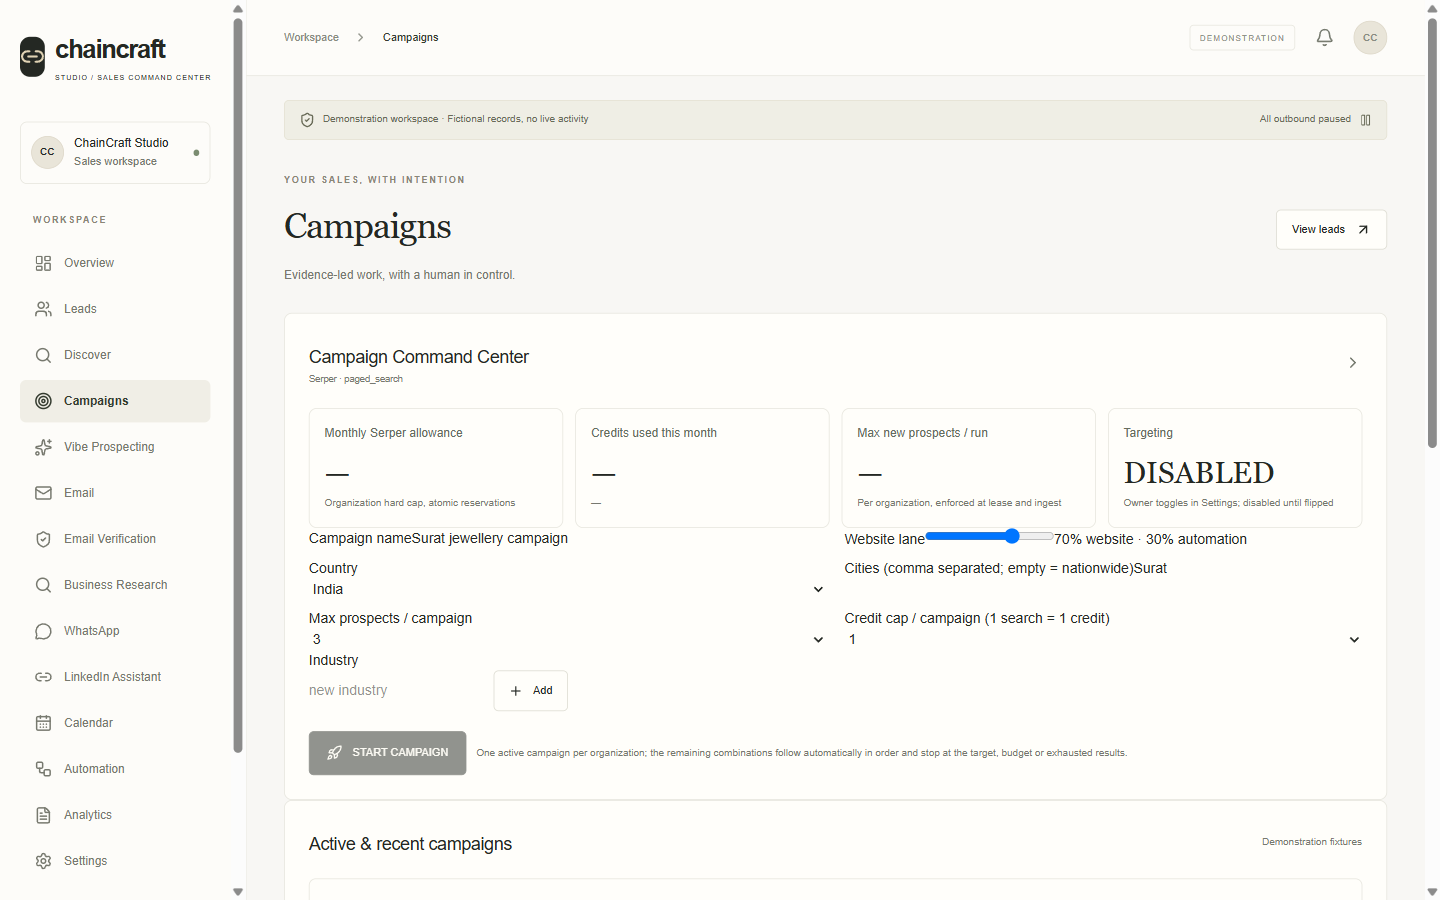 chaincraft
STUDIO / SALES COMMAND CENTER
CC
ChainCraft Studio
Sales workspace
WORKSPACE
Overview
Leads
Discover
Campaigns
Vibe Prospecting
Email
Email Verification
Business Research
WhatsApp
LinkedIn Assistant
Calendar
Automation
Analytics
Settings
Workspace > Campaigns
DEMONSTRATION
CC
Demonstration workspace · Fictional records, no live activity
All outbound paused
YOUR SALES, WITH INTENTION
Campaigns
View leads
Evidence-led work, with a human in control.
Campaign Command Center
Serper · paged_search
Monthly Serper allowance
—
Organization hard cap, atomic reservations
Credits used this month
—
—
Max new prospects / run
—
Per organization, enforced at lease and ingest
Targeting
DISABLED
Owner toggles in Settings; disabled until flipped
Campaign nameSurat jewellery campaign
Website lane 70% website · 30% automation
Country
India
Cities (comma separated; empty = nationwide)Surat
Max prospects / campaign
3
Credit cap / campaign (1 search = 1 credit)
1
Industry
new industry
Add
START CAMPAIGN
One active campaign per organization; the remaining combinations follow automatically in order and stop at the target, budget or exhausted results.
Active & recent campaigns
Demonstration fixtures